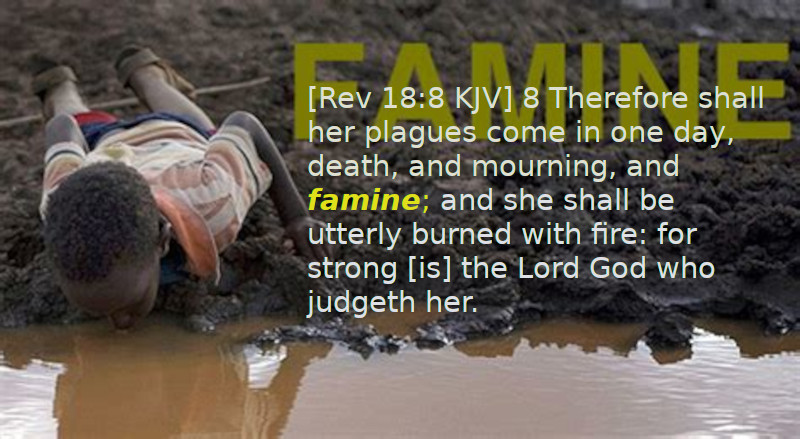 FAMINE
[Rev 18:8 KJV] 8 Therefore shall
her plagues come in one day,
death, and mourning, and
famine; and she shall be
utterly burned with fire: for
strong [is] the Lord God who
judgeth her.